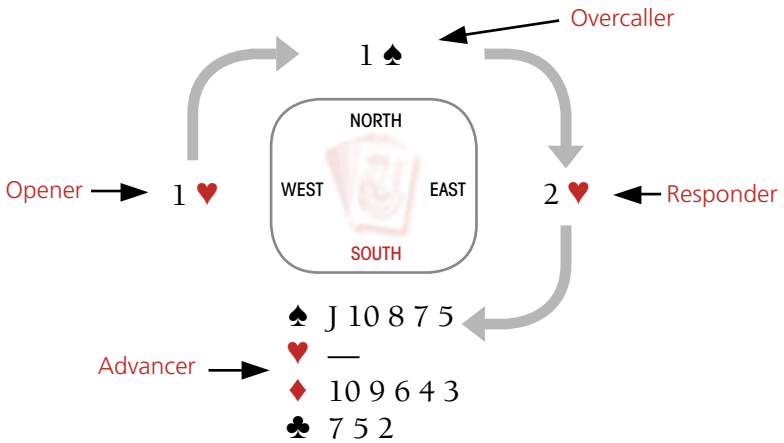 Overcaller
1 ♠
NORTH
Opener
1 ♥
WEST
EAST
2 ♥
Responder
SOUTH
♠ J 10 8 7 5
♥ —
Advancer
♦ 10 9 6 4 3
♣ 7 5 2